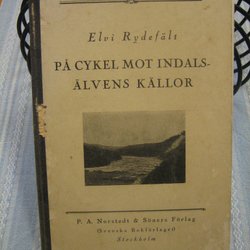 Elvi Rydefält
PÅ CYKEL MOT INDALS-
ÄLVENS KÄLLOR
P. A. Norstedt & Söners Förlag
(Svenska Bokförlaget)
Stockholm